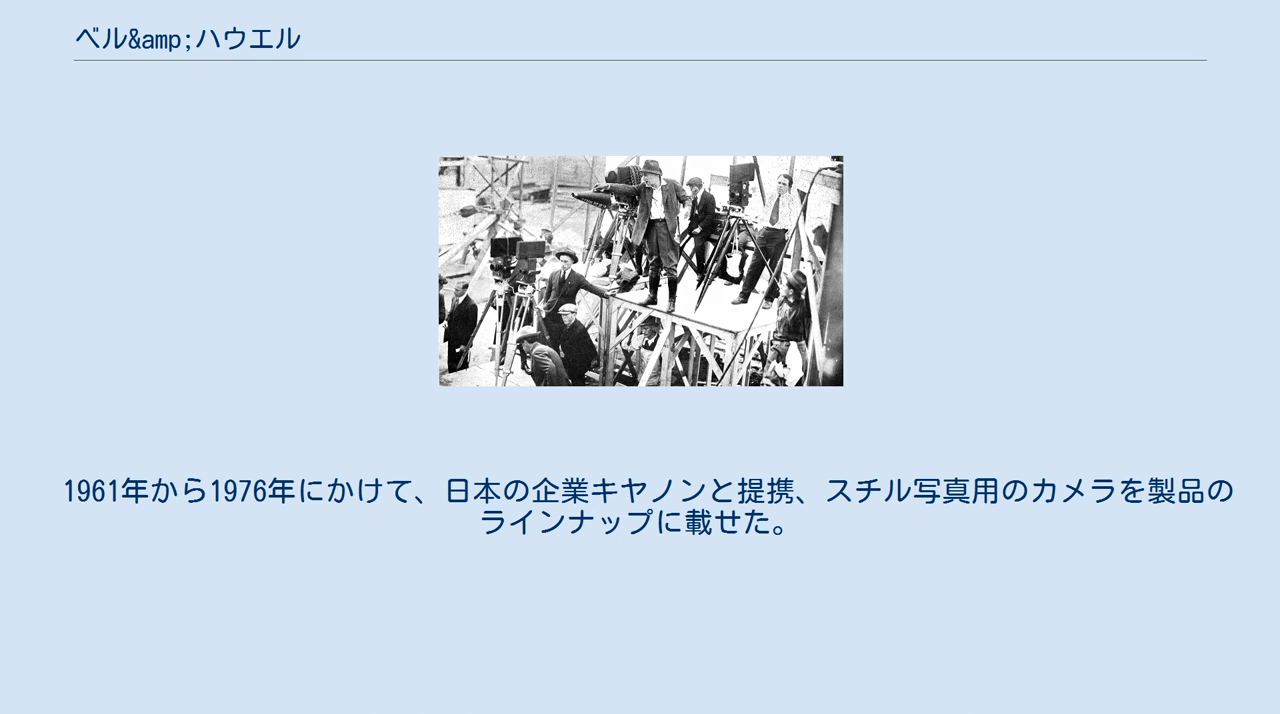 ベル&amp;ハウエル
1961年から1976年にかけて、日本の企業キヤノンと提携、スチル写真用のカメラを製品の
ラインナップに載せた。